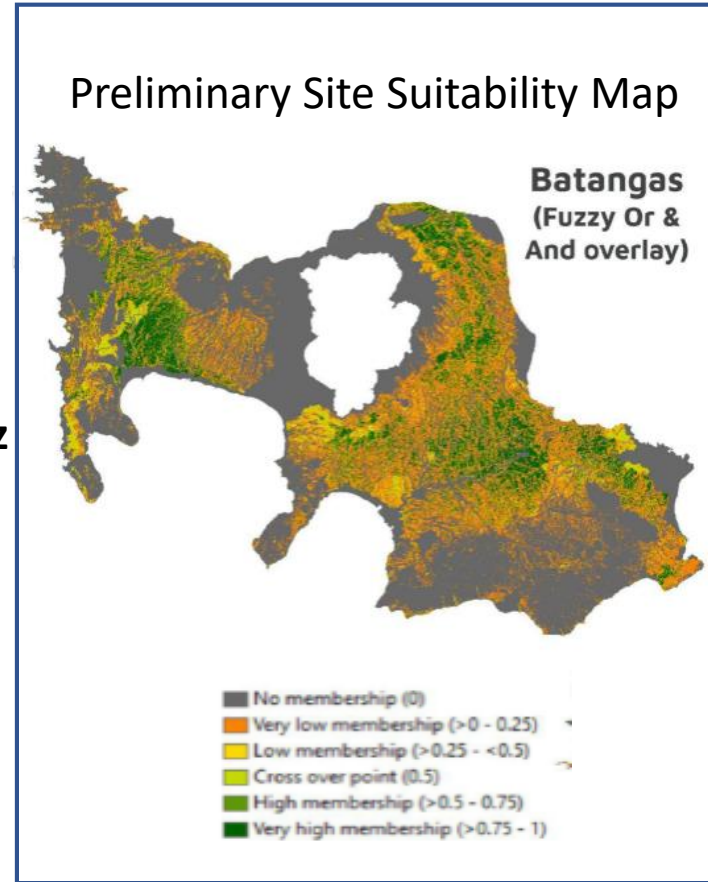 Preliminary Site Suitability Map
Batangas
(Fuzzy Or &
And overlay)
z
No membership (0)
Very low membership (>0 - 0.25)
Low membership (>0.25 - <0.5)
Cross over point (0.5)
High membership (>0.5 - 0.75)
Very high membership (>0.75 - 1)